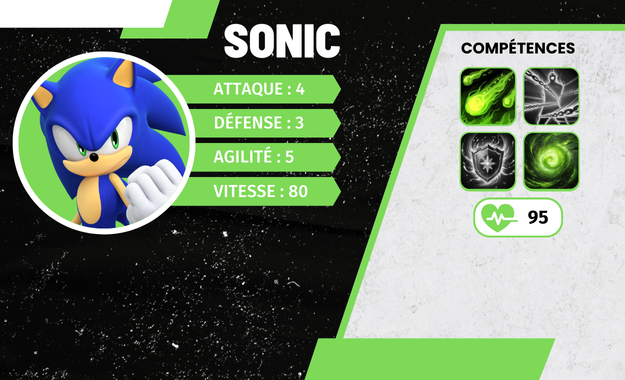 SONIC
ATTAQUE : 4
DÉFENSE : 3
AGILITÉ : 5
VITESSE : 80
COMPÉTENCES
95